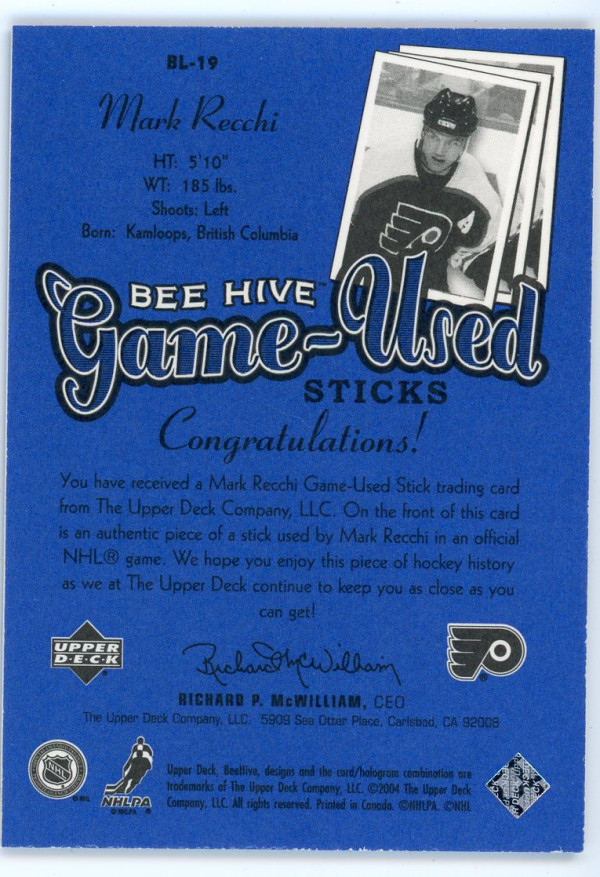 BL-19
Mark Recchi
HT: 5'10"
WT: 185 lbs.
Shoots: Left
Born: Kamloops, British Columbia
BEE HIVE™
Game-Used
STICKS
Congratulations!
You have received a Mark Recchi Game-Used Stick trading card
from The Upper Deck Company, LLC. On the front of this card
is an authentic piece of a stick used by Mark Recchi in an official
NHL® game. We hope you enjoy this piece of hockey history
as we at The Upper Deck continue to keep you as close as you
can get!
UPPER
D·E·C·K
Richard McWilliam
RICHARD P. McWILLIAM, CEO
The Upper Deck Company, LLC. 5909 Sea Otter Place, Carlsbad, CA 92008
NHL
NHLPA
Upper Deck, BeeHive, designs and the card/hologram combination are
trademarks of The Upper Deck Company, LLC. ©2004 The Upper Deck
Company, LLC. All rights reserved. Printed in Canada. ©NHLPA. ©NHL